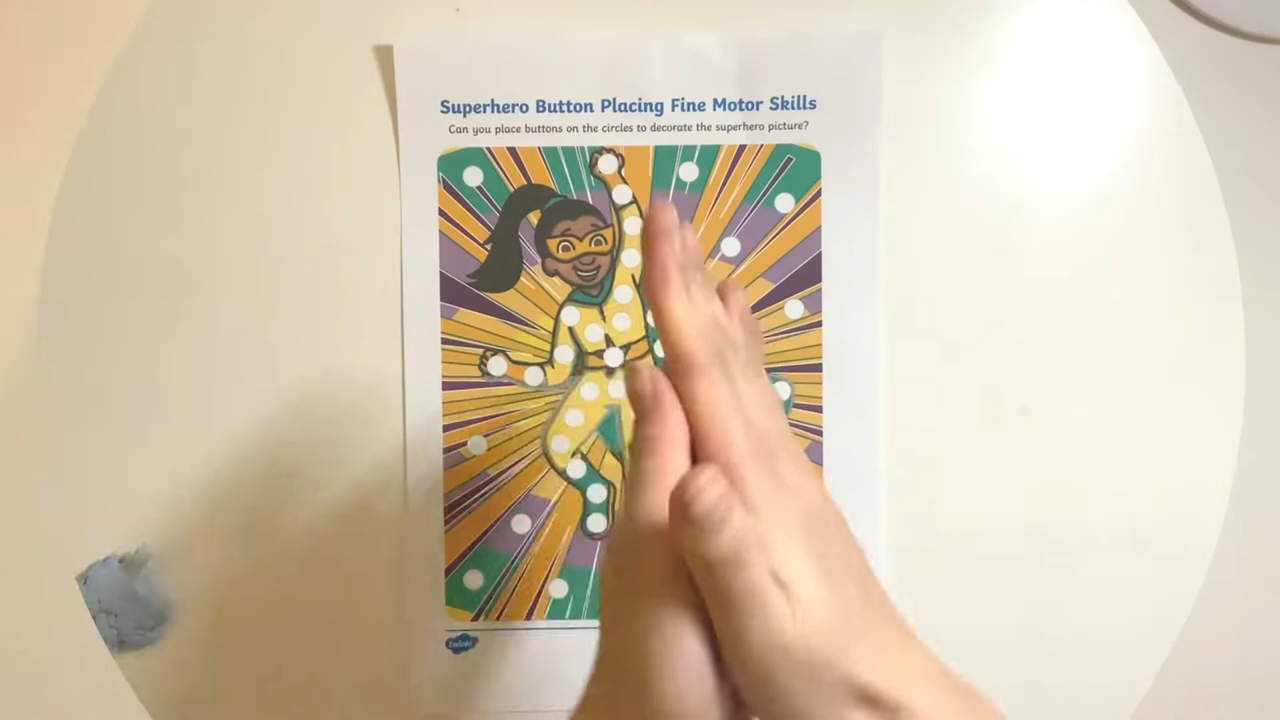 Superhero Button Placing Fine Motor Skills
Can you place buttons on the circles to decorate the superhero picture?
twinkl